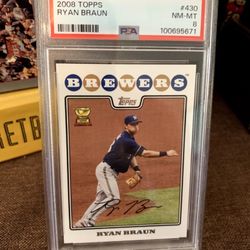 2008 TOPPS #430
RYAN BRAUN NM-MT
PSA 8
100695671
BREWERS
Topps
RYAN BRAUN